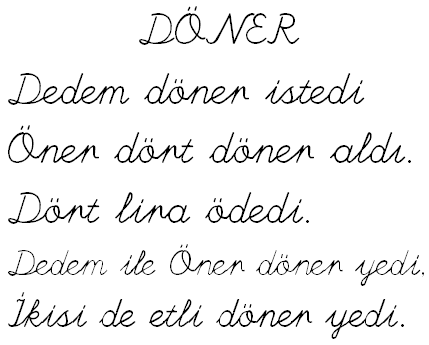 DÖNER
Dedem döner istedi
Öner dört döner aldı.
Dört lira ödedi.
Dedem ile Öner döner yedi.
İkisi de etli döner yedi.